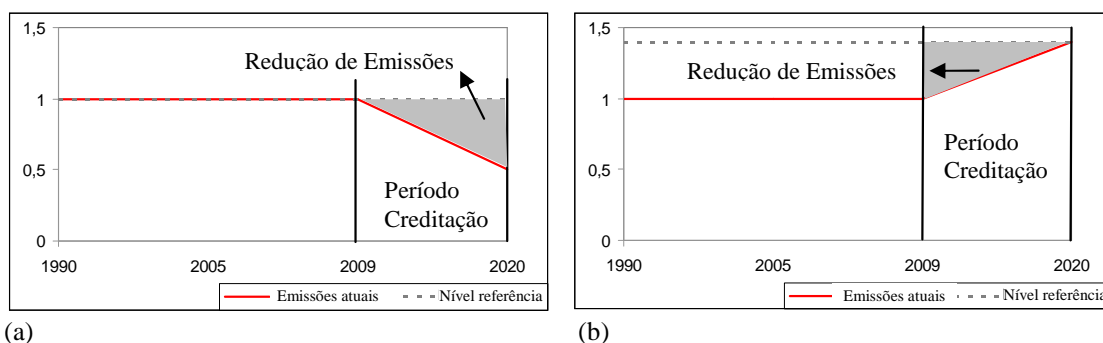 1,5
Redução de Emissões
1
0,5
Período
Creditação
0
1990 2005 2009 2020
Emissões atuais Nível referência
(a)
1,5
Redução de Emissões
1
Período
Creditação
0,5
0
1990 2005 2009 2020
Emissões atuais Nível referência
(b)